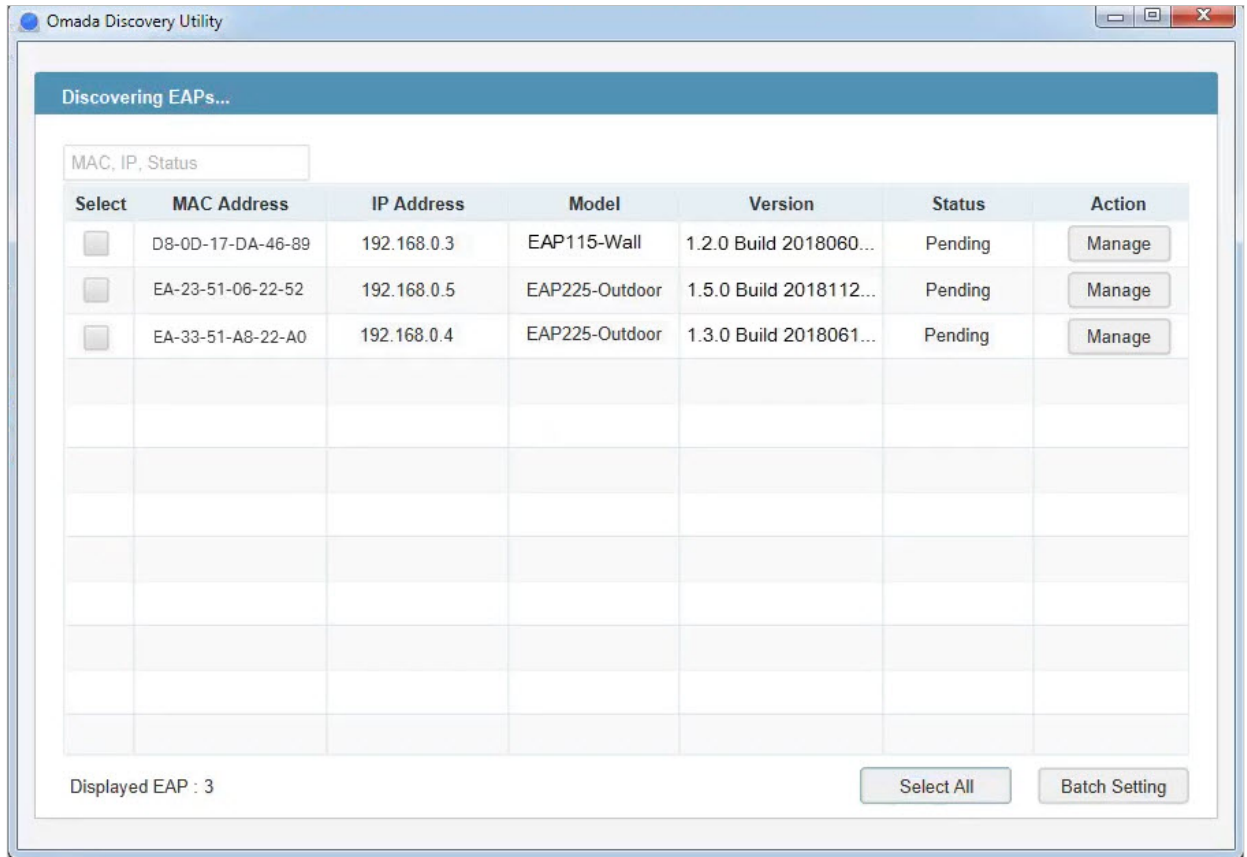 Omada Discovery Utility
Discovering EAPs...
MAC, IP, Status
Select MAC Address IP Address Model Version Status Action
D8-0D-17-DA-46-89 192.168.0.3 EAP115-Wall 1.2.0 Build 2018060... Pending Manage
EA-23-51-06-22-52 192.168.0.5 EAP225-Outdoor 1.5.0 Build 2018112... Pending Manage
EA-33-51-A8-22-A0 192.168.0.4 EAP225-Outdoor 1.3.0 Build 2018061... Pending Manage
Displayed EAP : 3 Select All Batch Setting